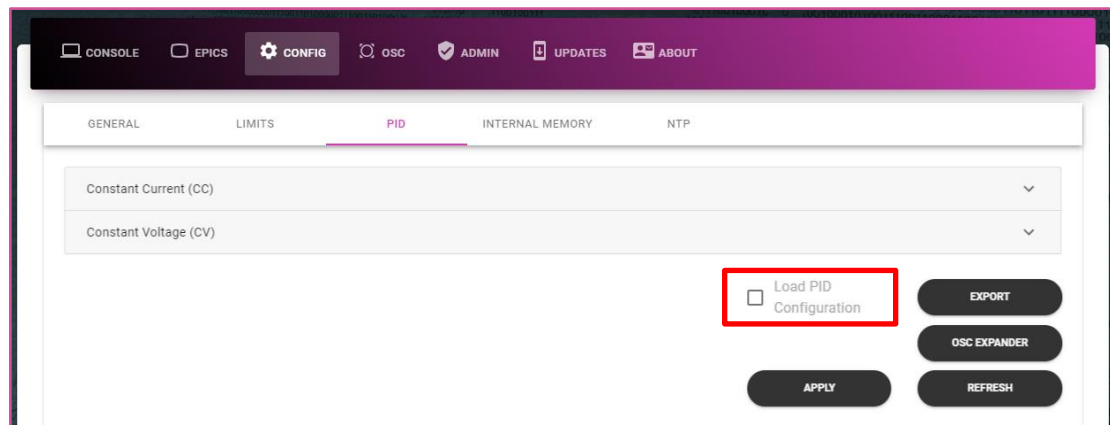 CONSOLE EPICS CONFIG OSC ADMIN UPDATES ABOUT
GENERAL LIMITS PID INTERNAL MEMORY NTP
Constant Current (CC)
Constant Voltage (CV)
Load PID
Configuration
EXPORT
OSC EXPANDER
APPLY REFRESH